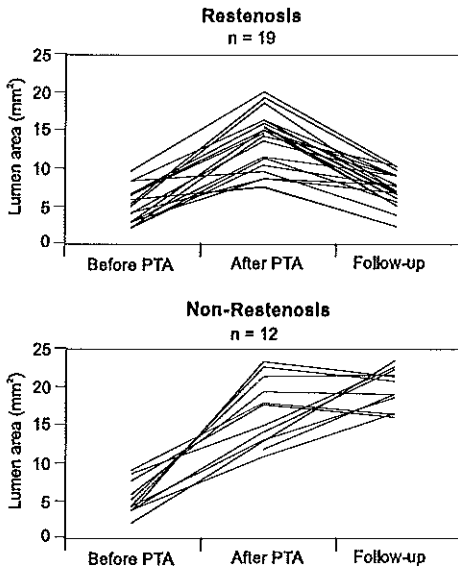 Restenosis
n = 19
Lumen area (mm²)
25
20
15
10
5
0
Before PTA After PTA Follow-up
Non-Restenosis
n = 12
Lumen area (mm²)
25
20
15
10
5
0
Before PTA After PTA Follow-up